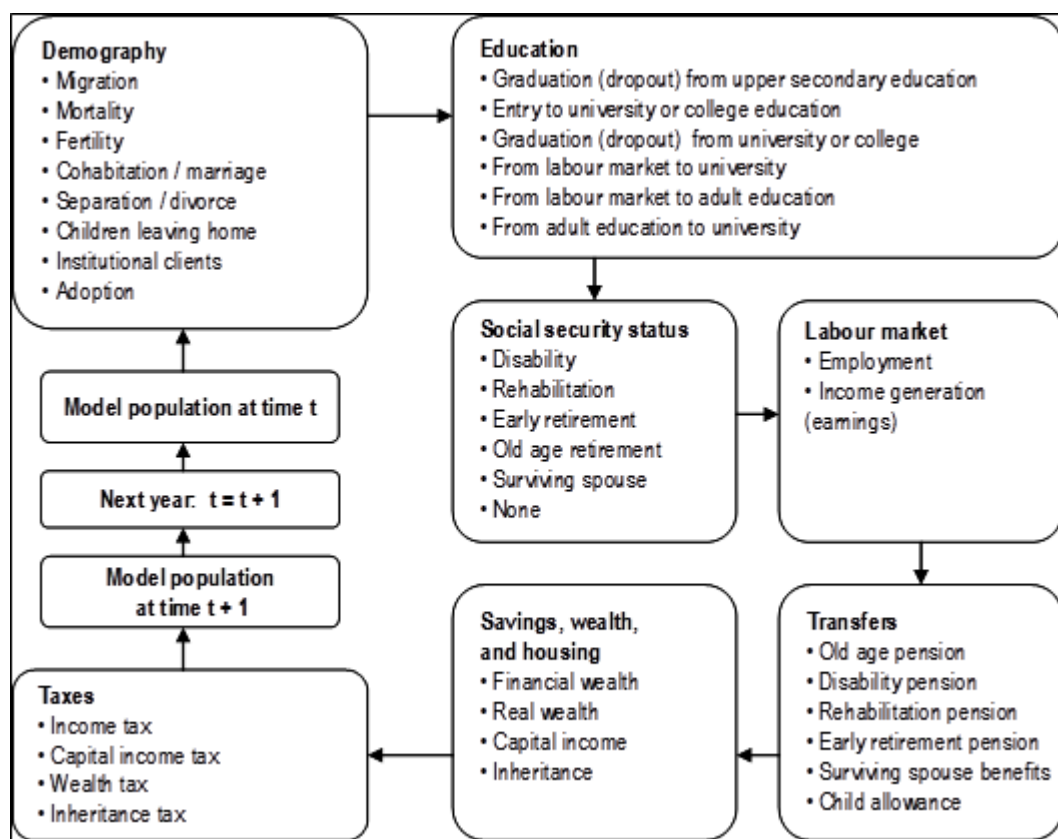 Demography
• Migration
• Mortality
• Fertility
• Cohabitation / marriage
• Separation / divorce
• Children leaving home
• Institutional clients
• Adoption
Education
• Graduation (dropout) from upper secondary education
• Entry to university or college education
• Graduation (dropout) from university or college
• From labour market to university
• From labour market to adult education
• From adult education to university
Social security status
• Disability
• Rehabilitation
• Early retirement
• Old age retirement
• Surviving spouse
• None
Labour market
• Employment
• Income generation
(earnings)
Transfers
• Old age pension
• Disability pension
• Rehabilitation pension
• Early retirement pension
• Surviving spouse benefits
• Child allowance
Savings, wealth,
and housing
• Financial wealth
• Real wealth
• Capital income
• Inheritance
Taxes
• Income tax
• Capital income tax
• Wealth tax
• Inheritance tax
Model population
at time t + 1
Next year: t = t + 1
Model population at time t